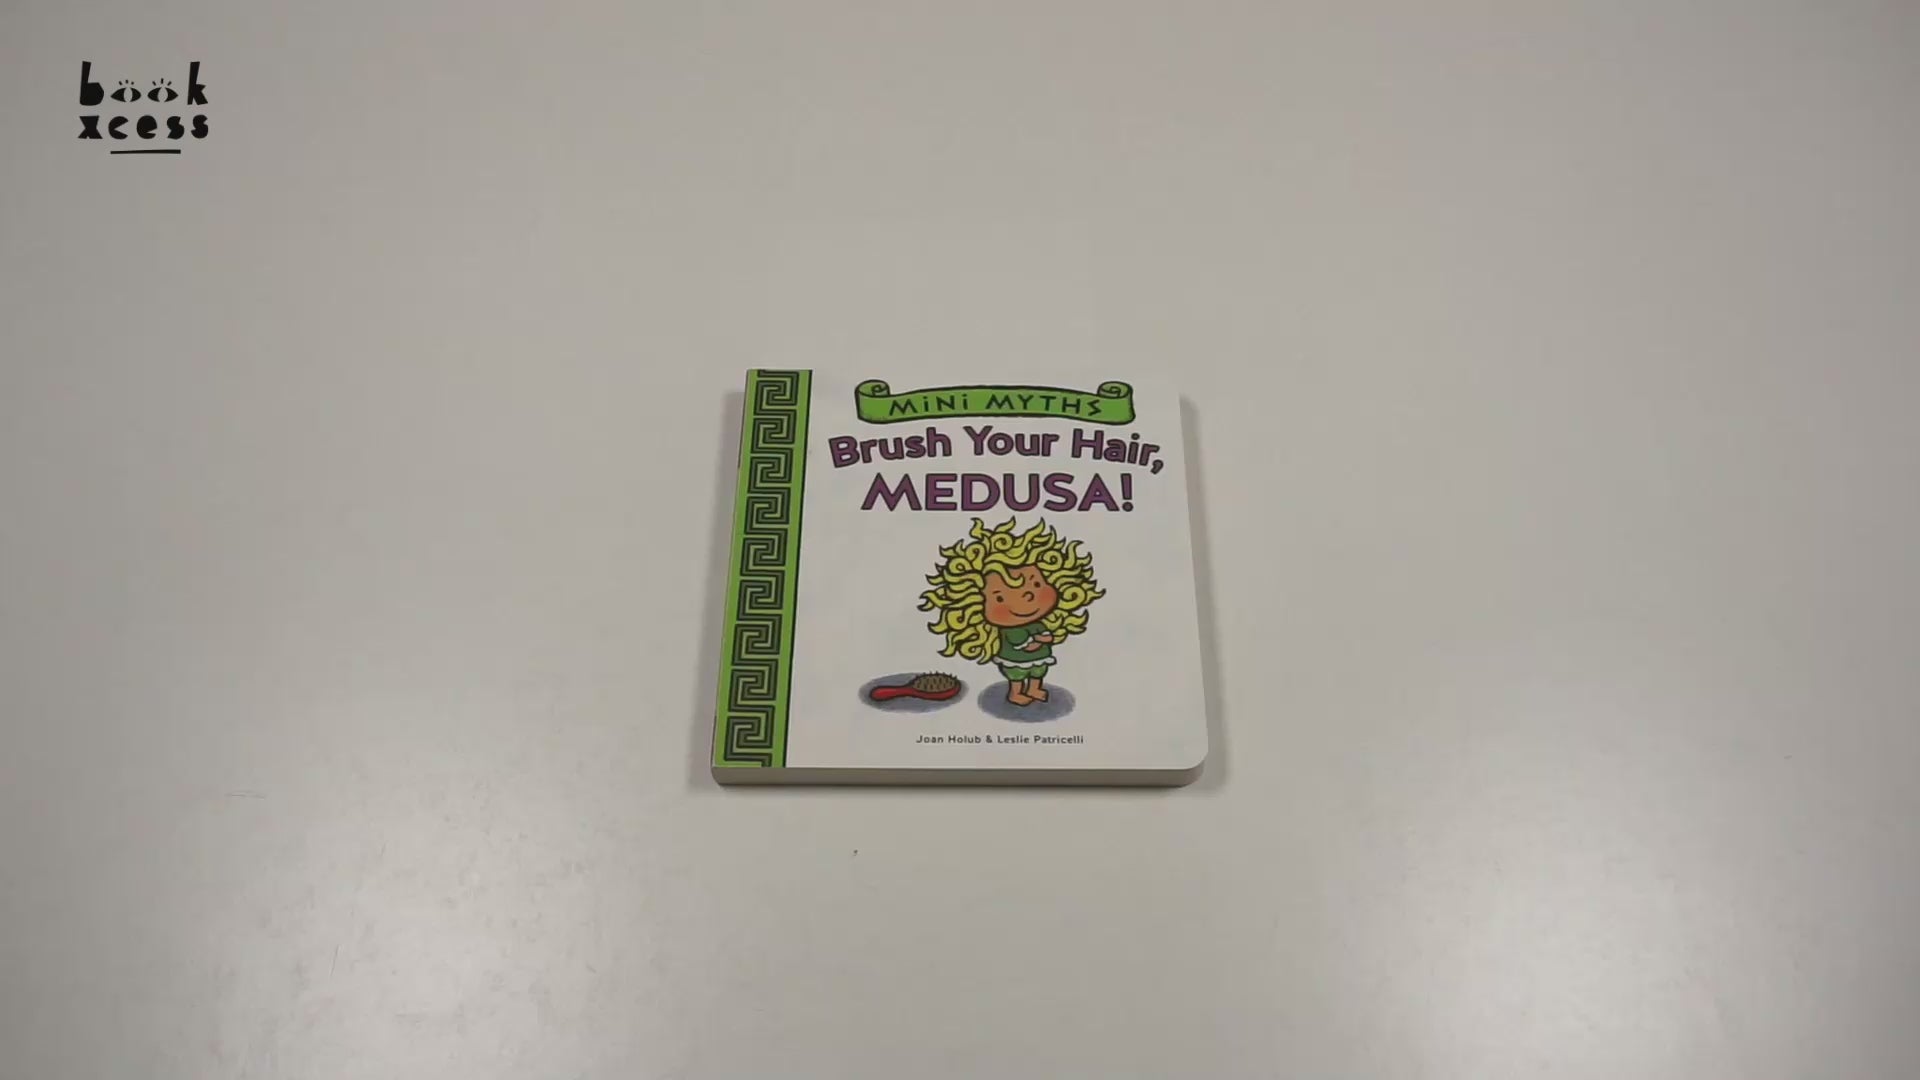 book
xcess
MiNi MYTHS
Brush Your Hair,
MEDUSA!
Joan Holub & Leslie Patricelli